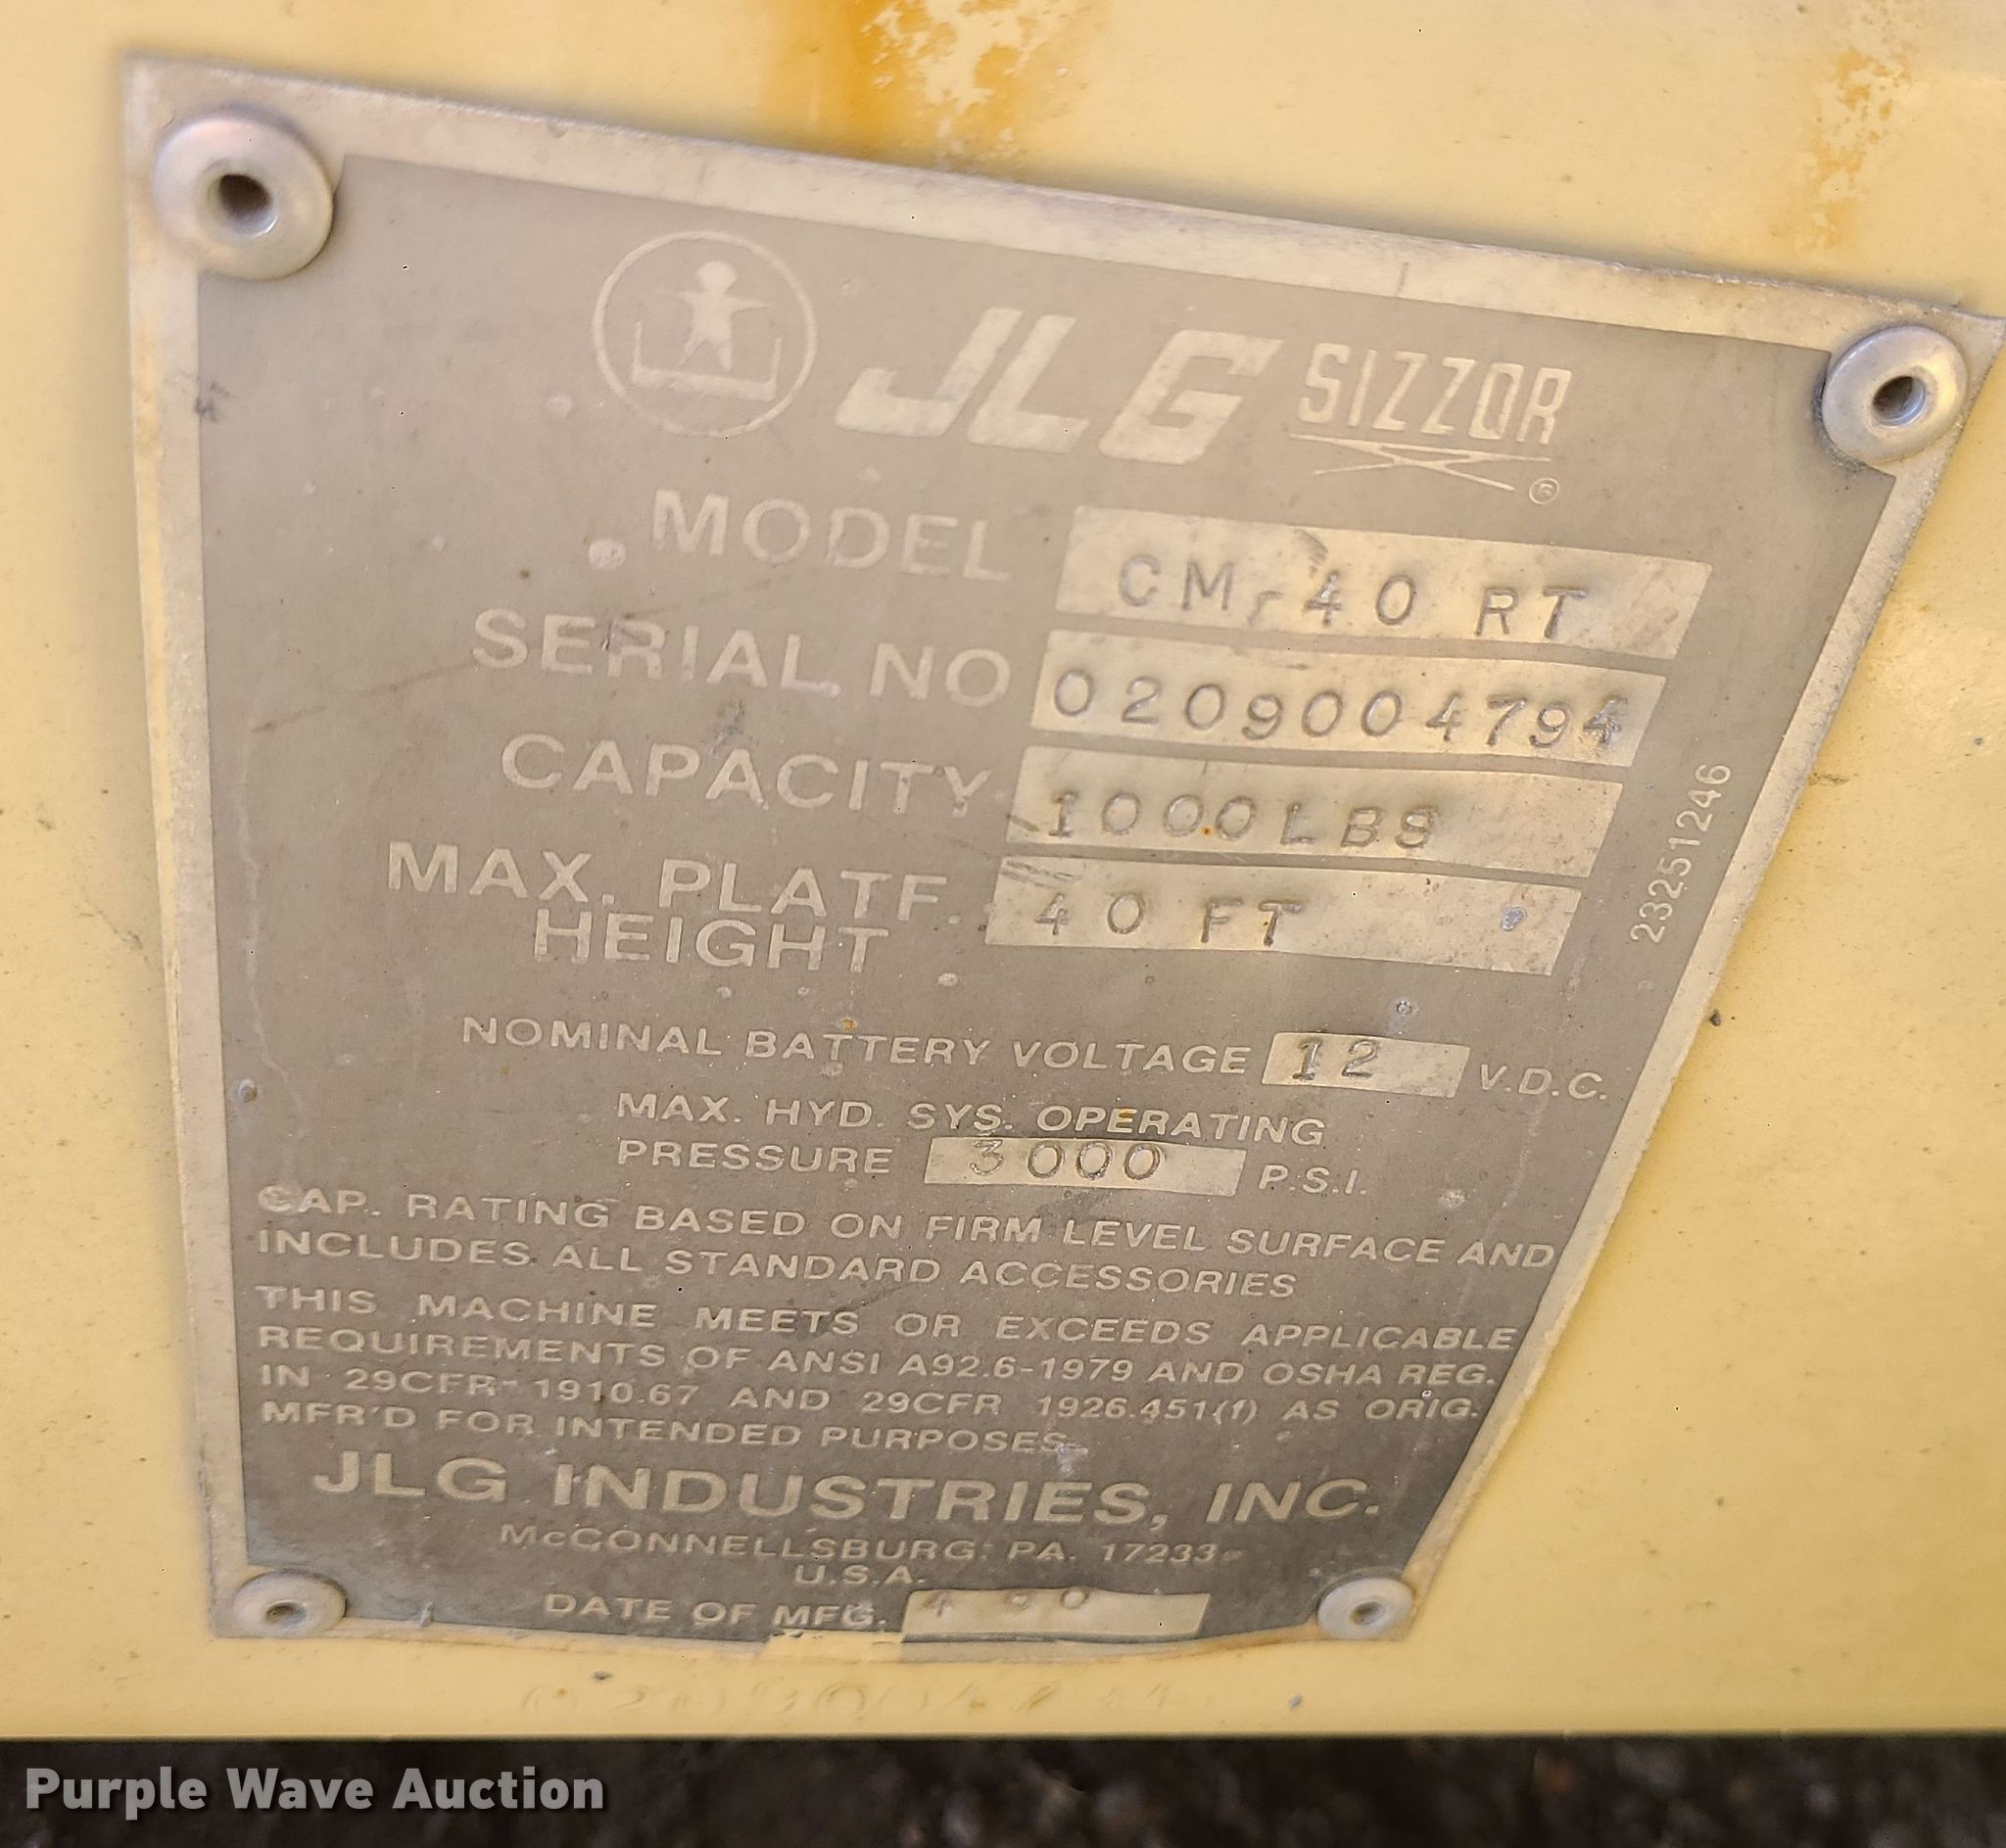 JLG SIZZOR ®
MODEL CM-40 RT
SERIAL NO 0209004794
CAPACITY 1000LBS
MAX. PLATF. 40 FT
HEIGHT
23251246
NOMINAL BATTERY VOLTAGE 12 V.D.C.
MAX. HYD. SYS. OPERATING
PRESSURE 3000 P.S.I.
CAP. RATING BASED ON FIRM LEVEL SURFACE AND
INCLUDES ALL STANDARD ACCESSORIES
THIS MACHINE MEETS OR EXCEEDS APPLICABLE
REQUIREMENTS OF ANSI A92.6-1979 AND OSHA REG.
IN 29CFR-1910.67 AND 29CFR 1926.451(f) AS ORIG.
MFR'D FOR INTENDED PURPOSES
JLG INDUSTRIES, INC.
McCONNELLSBURG, PA. 17233
U.S.A.
DATE OF MFG.
Purple Wave Auction